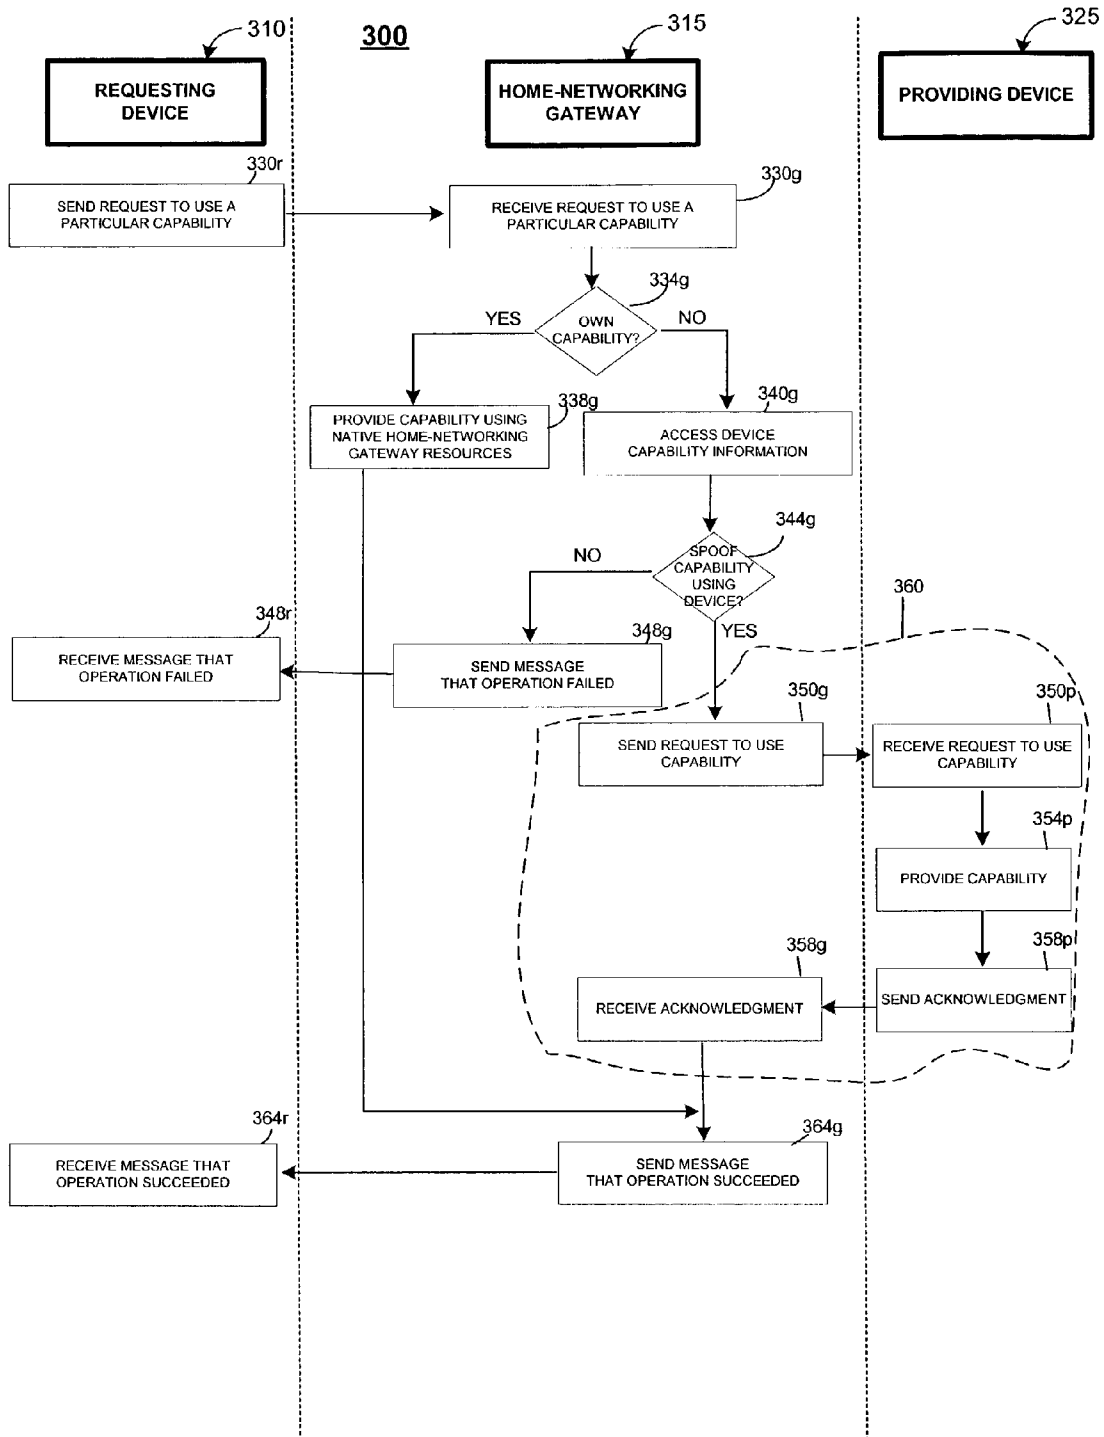 310
300
315
325
REQUESTING
DEVICE
HOME-NETWORKING
GATEWAY
PROVIDING DEVICE
330r
SEND REQUEST TO USE A
PARTICULAR CAPABILITY
330g
RECEIVE REQUEST TO USE A
PARTICULAR CAPABILITY
334g
YES
OWN
CAPABILITY?
NO
338g
PROVIDE CAPABILITY USING
NATIVE HOME-NETWORKING
GATEWAY RESOURCES
340g
ACCESS DEVICE
CAPABILITY INFORMATION
344g
NO
SPOOF
CAPABILITY
USING
DEVICE?
YES
360
348r
RECEIVE MESSAGE THAT
OPERATION FAILED
348g
SEND MESSAGE
THAT OPERATION FAILED
350g
SEND REQUEST TO USE
CAPABILITY
350p
RECEIVE REQUEST TO USE
CAPABILITY
354p
PROVIDE CAPABILITY
358g
RECEIVE ACKNOWLEDGMENT
358p
SEND ACKNOWLEDGMENT
364r
RECEIVE MESSAGE THAT
OPERATION SUCCEEDED
364g
SEND MESSAGE
THAT OPERATION SUCCEEDED